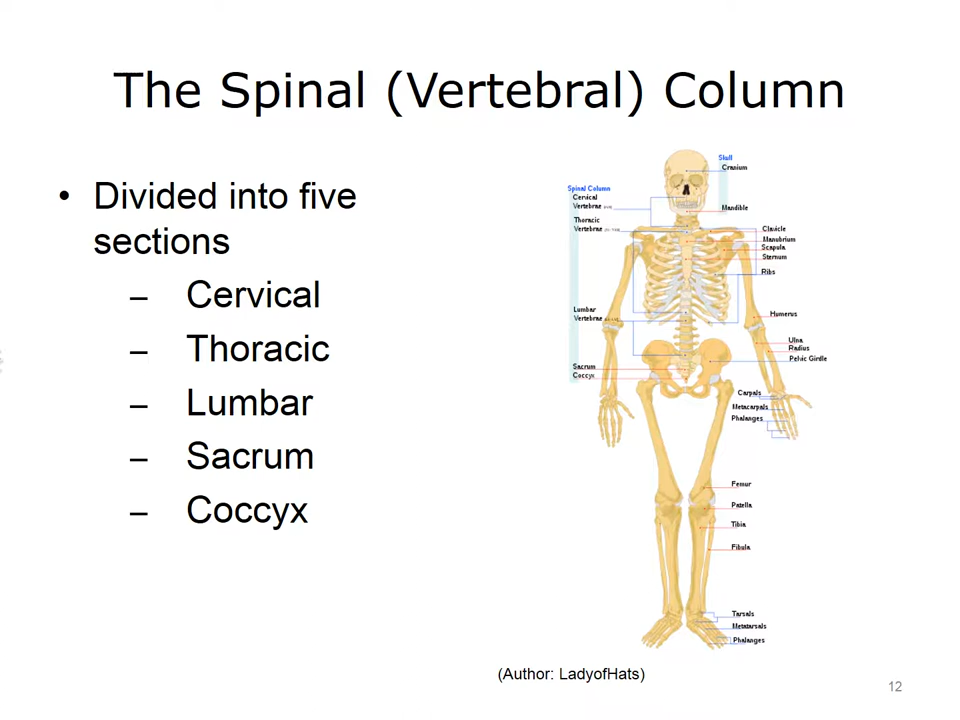 The Spinal (Vertebral) Column
• Divided into five
sections
– Cervical
– Thoracic
– Lumbar
– Sacrum
– Coccyx
Spinal Column
Cervical
Vertebrae
Thoracic
Vertebrae
Lumbar
Vertebrae
Sacrum
Coccyx
Skull
Cranium
Mandible
Clavicle
Manubrium
Scapula
Sternum
Ribs
Humerus
Ulna
Radius
Pelvic Girdle
Carpals
Metacarpals
Phalanges
Femur
Patella
Tibia
Fibula
Tarsals
Metatarsals
Phalanges
(Author: LadyofHats)
12